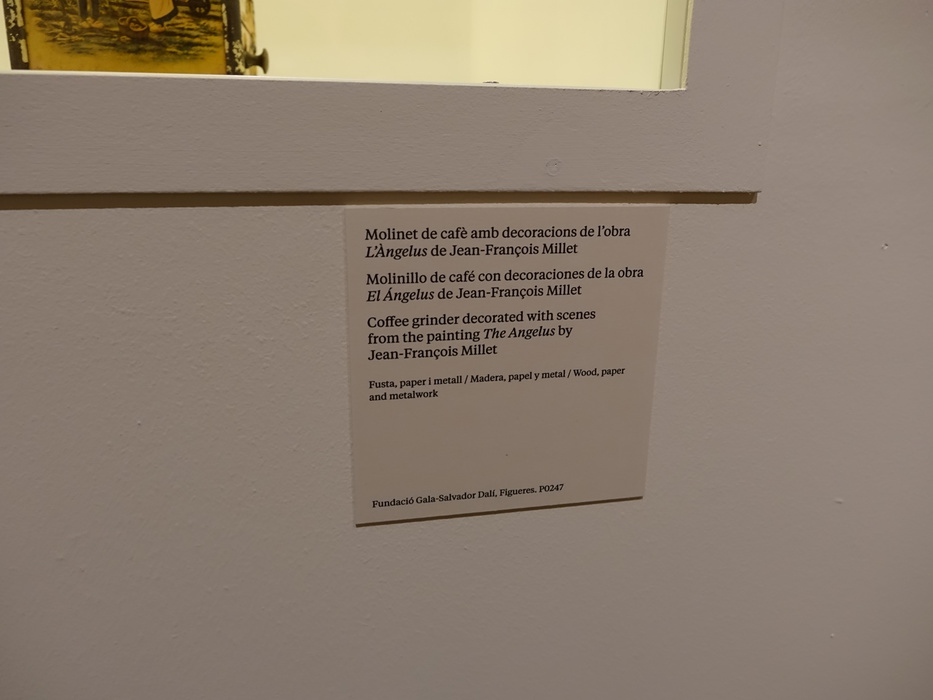 Molinet de cafè amb decoracions de l’obra
L’Àngelus de Jean-François Millet
Molinillo de café con decoraciones de la obra
El Ángelus de Jean-François Millet
Coffee grinder decorated with scenes
from the painting The Angelus by
Jean-François Millet
Fusta, paper i metall / Madera, papel y metal / Wood, paper
and metalwork
Fundació Gala-Salvador Dalí, Figueres. P0247